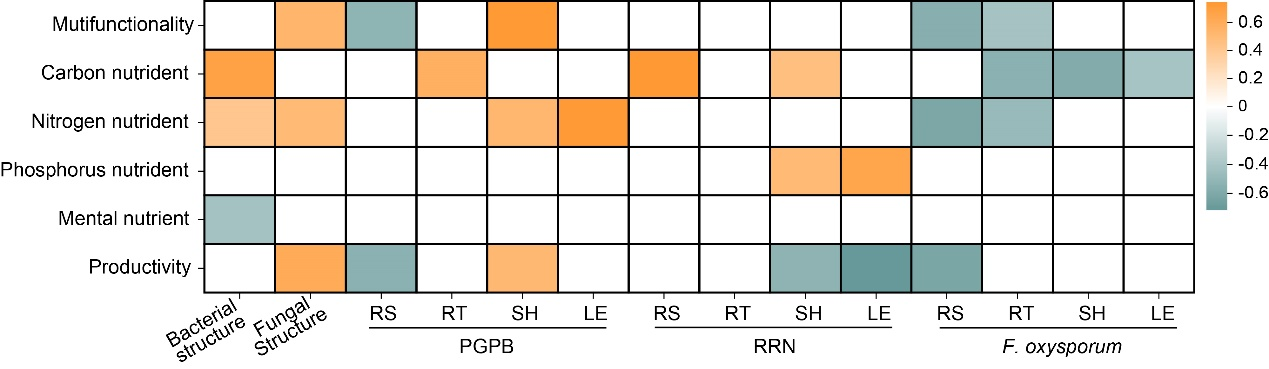 Mutifunctionality
Carbon nutrident
Nitrogen nutrident
Phosphorus nutrident
Mental nutrient
Productivity
Bacterial
structure
Fungal
Structure
RS RT SH LE RS RT SH LE RS RT SH LE
PGPB RRN F. oxysporum
0.6
0.4
0.2
0
-0.2
-0.4
-0.6